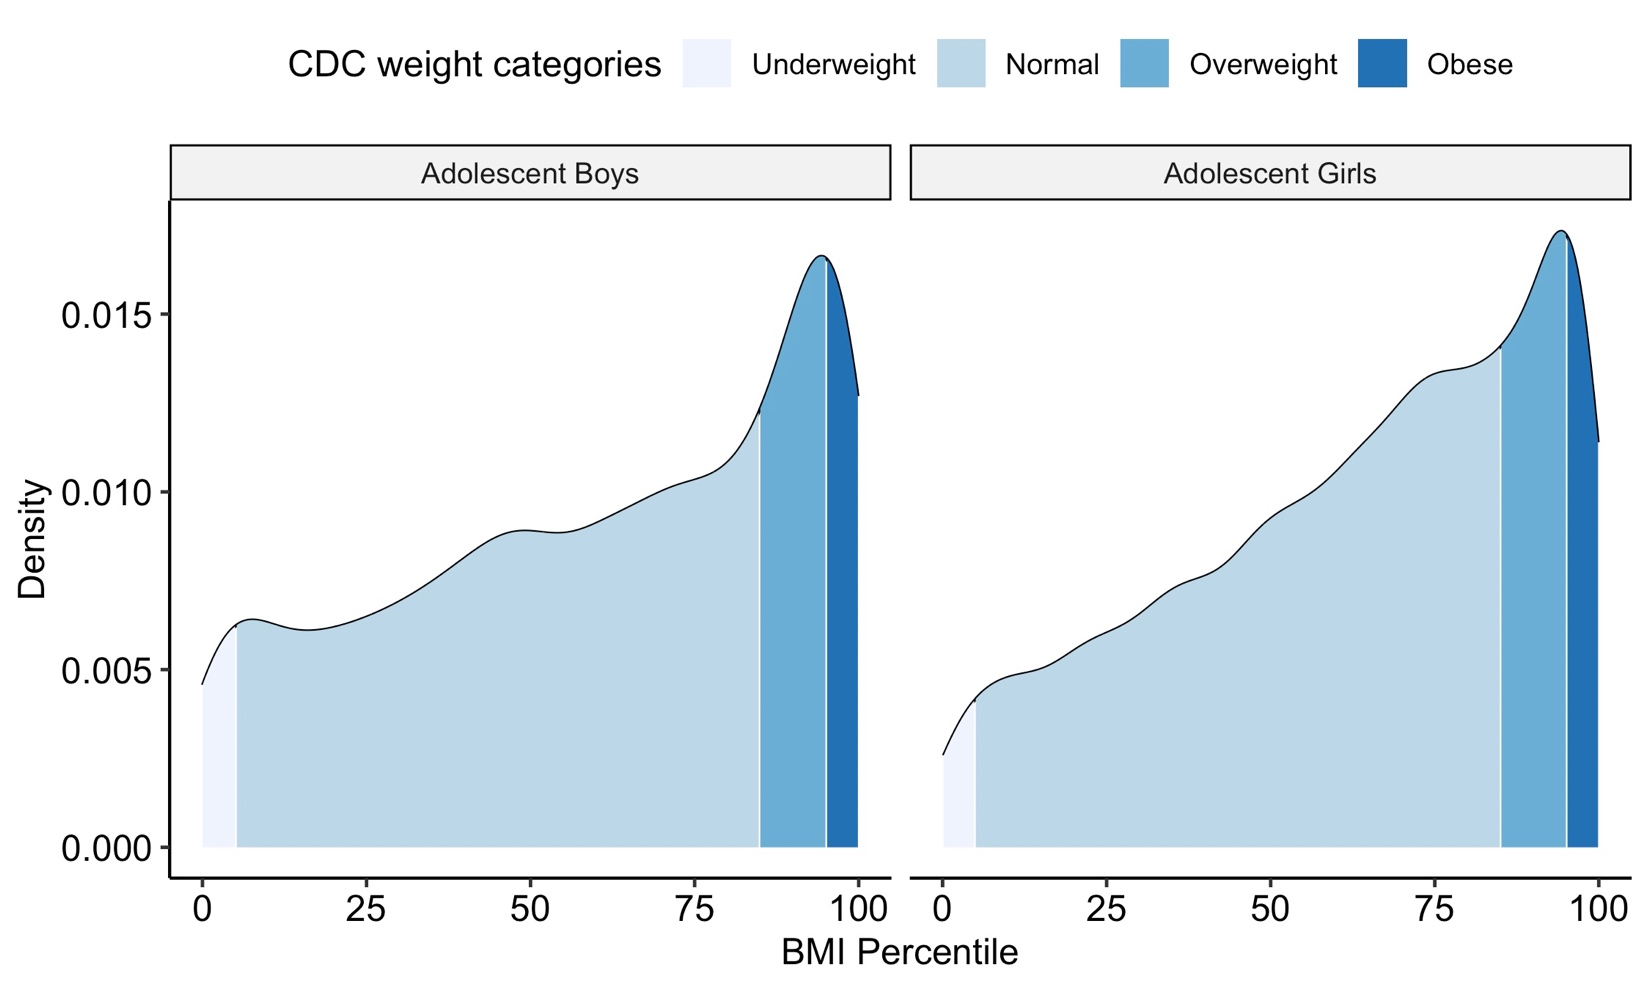 CDC weight categories Underweight Normal Overweight Obese
Adolescent Boys Adolescent Girls
0.015
0.010
0.005
0.000
Density
0 25 50 75 100 0 25 50 75 100
BMI Percentile